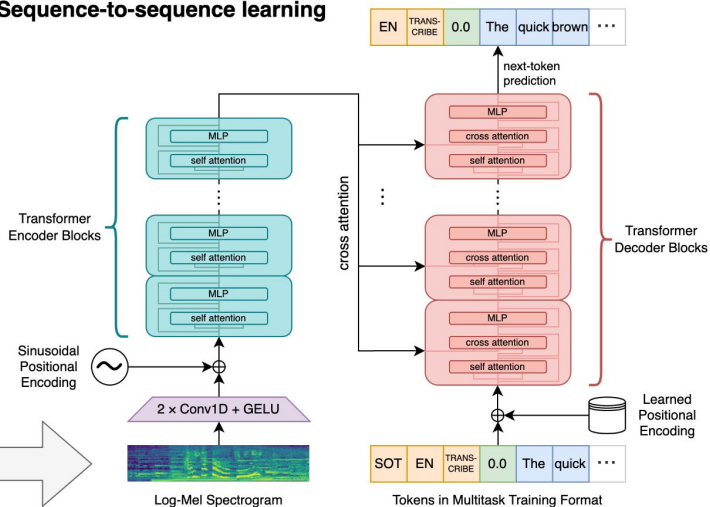 Sequence-to-sequence learning
EN TRANS-CRIBE 0.0 The quick brown ...
next-token
prediction
MLP
self attention
MLP
self attention
MLP
self attention
Transformer
Encoder Blocks
Sinusoidal
Positional
Encoding
2 × Conv1D + GELU
Log-Mel Spectrogram
cross attention
MLP
cross attention
self attention
MLP
cross attention
self attention
MLP
cross attention
self attention
Transformer
Decoder Blocks
Learned
Positional
Encoding
SOT EN TRANS-CRIBE 0.0 The quick ...
Tokens in Multitask Training Format